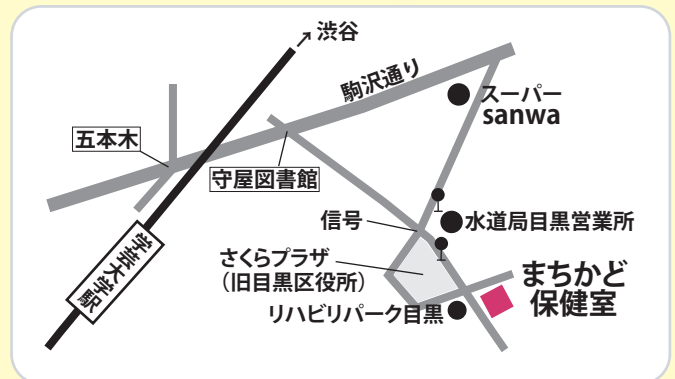 ↗渋谷
駒沢通り
スーパー
sanwa
五本木
守屋図書館
信号
水道局目黒営業所
さくらプラザ
（旧目黒区役所）
まちかど
保健室
学芸大学駅
リハビリパーク目黒